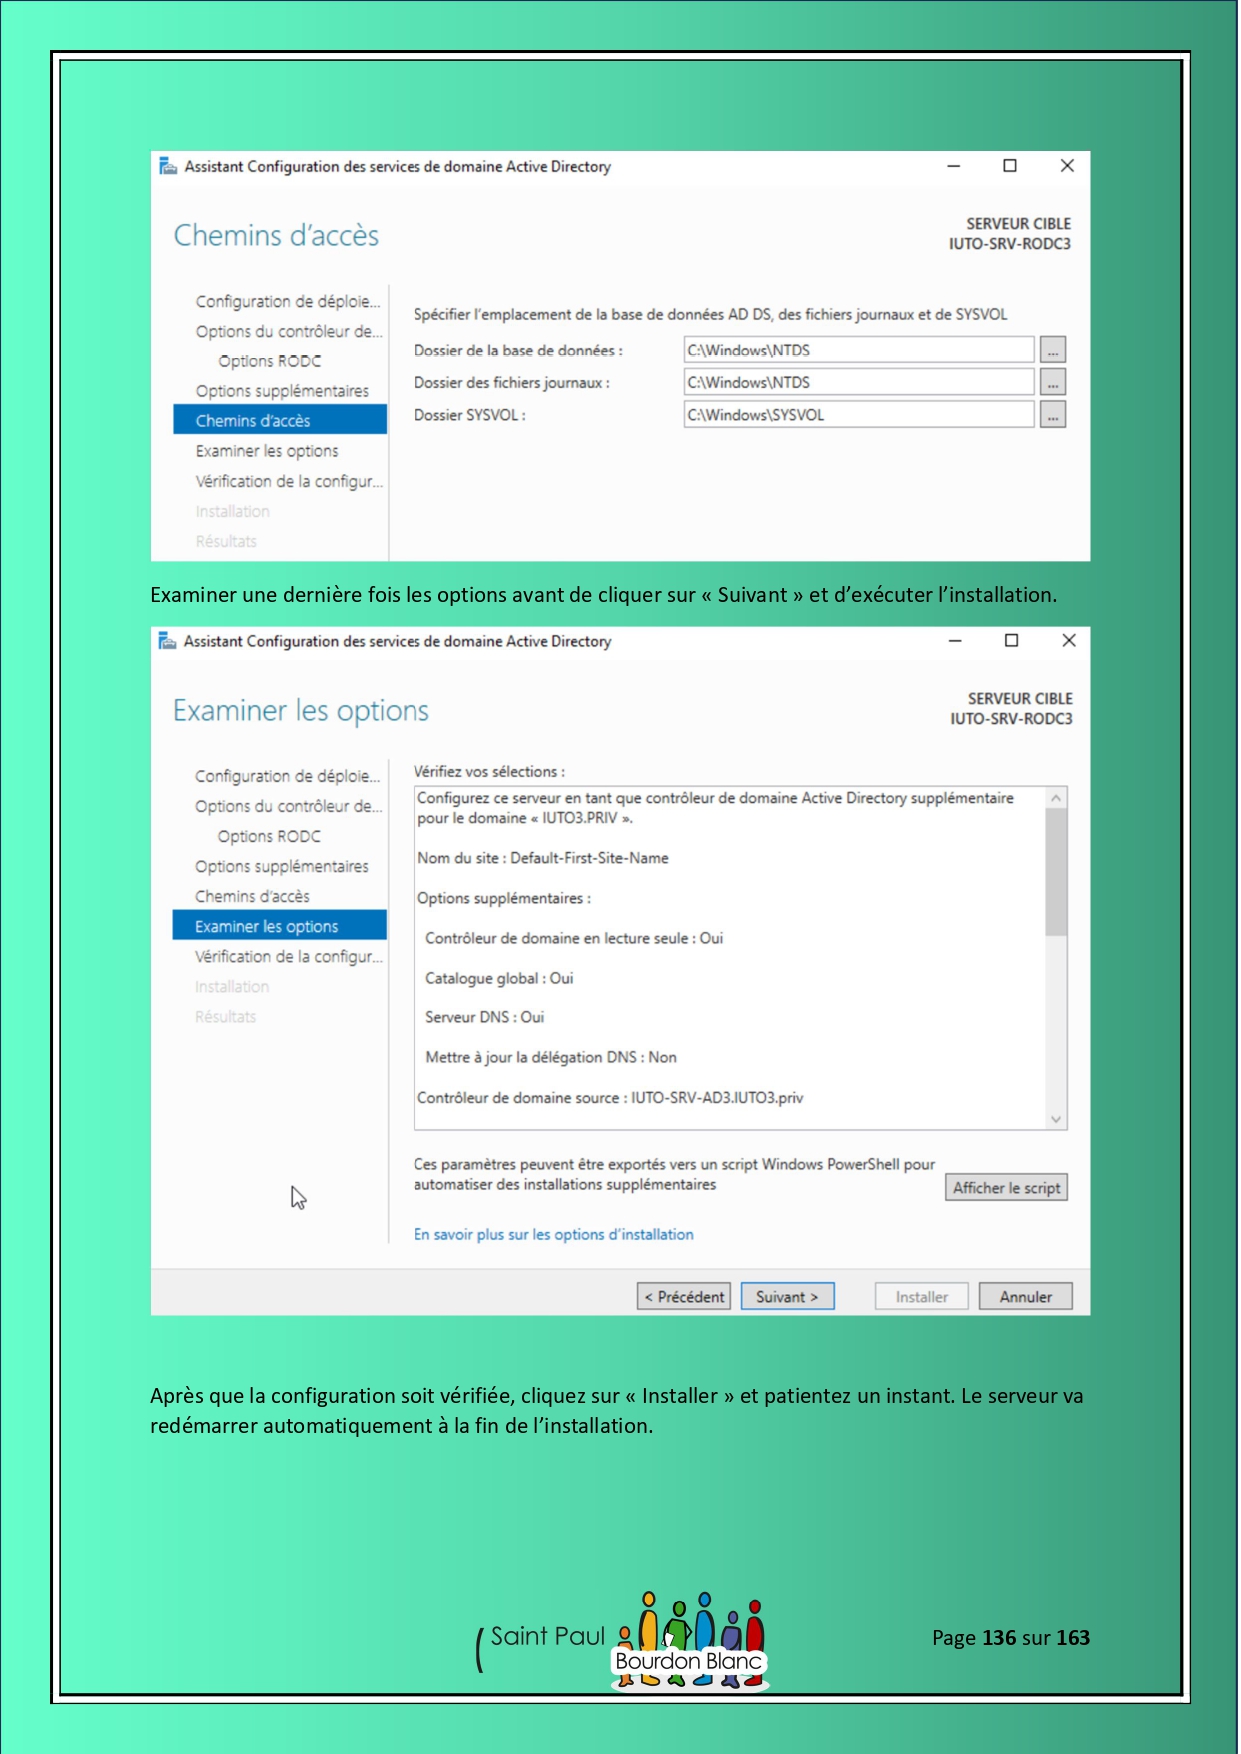 Assistant Configuration des services de domaine Active Directory
Chemins d'accès
SERVEUR CIBLE
IUTO-SRV-RODC3
Configuration de déploie...
Options du contrôleur de...
Options RODC
Options supplémentaires
Chemins d'accès
Examiner les options
Vérification de la configur...
Installation
Résultats
Spécifier l'emplacement de la base de données AD DS, des fichiers journaux et de SYSVOL
Dossier de la base de données : C:\Windows\NTDS ...
Dossier des fichiers journaux : C:\Windows\NTDS ...
Dossier SYSVOL : C:\Windows\SYSVOL ...
Examiner une dernière fois les options avant de cliquer sur « Suivant » et d'exécuter l'installation.
Assistant Configuration des services de domaine Active Directory
Examiner les options
SERVEUR CIBLE
IUTO-SRV-RODC3
Configuration de déploie...
Options du contrôleur de...
Options RODC
Options supplémentaires
Chemins d'accès
Examiner les options
Vérification de la configur...
Installation
Résultats
Vérifiez vos sélections :
Configurez ce serveur en tant que contrôleur de domaine Active Directory supplémentaire
pour le domaine « IUTO3.PRIV ».
Nom du site : Default-First-Site-Name
Options supplémentaires :
Contrôleur de domaine en lecture seule : Oui
Catalogue global : Oui
Serveur DNS : Oui
Mettre à jour la délégation DNS : Non
Contrôleur de domaine source : IUTO-SRV-AD3.IUTO3.priv
Ces paramètres peuvent être exportés vers un script Windows PowerShell pour
automatiser des installations supplémentaires
Afficher le script
En savoir plus sur les options d'installation
< Précédent Suivant > Installer Annuler
Après que la configuration soit vérifiée, cliquez sur « Installer » et patientez un instant. Le serveur va
redémarrer automatiquement à la fin de l'installation.
Saint Paul
Bourdon Blanc
Page 136 sur 163